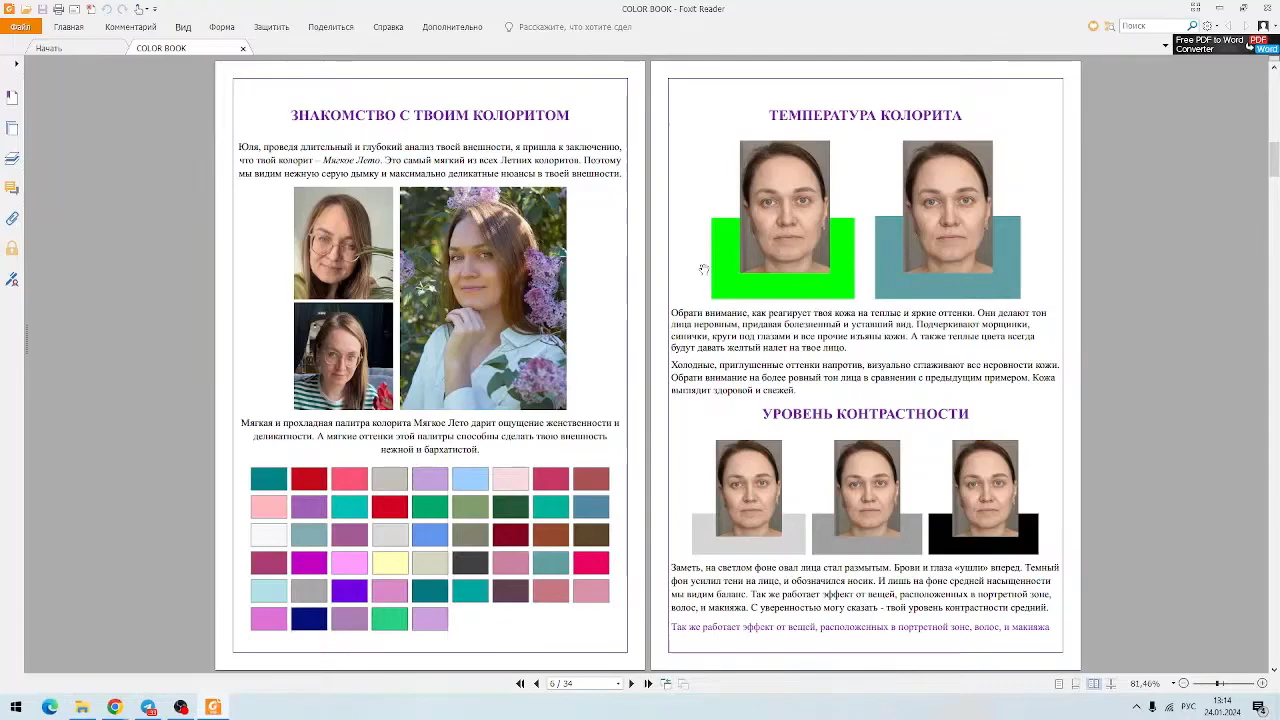 COLOR BOOK - Foxit Reader
Файл
Главная
Комментарий
Вид
Форма
Защитить
Поделиться
Справка
Дополнительно
Расскажите, что хотите сдел
Поиск
Начать
COLOR BOOK
Free PDF to Word
Converter
PDF
Word
ЗНАКОМСТВО С ТВОИМ КОЛОРИТОМ
Юля, проведя длительный и глубокий анализ твоей внешности, я пришла к заключению,
что твой колорит – Мягкое Лето. Это самый мягкий из всех Летних колоритов. Поэтому
мы видим нежную серую дымку и максимально деликатные нюансы в твоей внешности.
Мягкая и прохладная палитра колорита Мягкое Лето дарит ощущение женственности и
деликатности. А мягкие оттенки этой палитры способны сделать твою внешность
нежной и бархатистой.
ТЕМПЕРАТУРА КОЛОРИТА
Обрати внимание, как реагирует твоя кожа на теплые и яркие оттенки. Они делают тон
лица неровным, придавая болезненный и уставший вид. Подчеркивают морщинки,
синички, круги под глазами и все прочие изъяны кожи. А также теплые цвета всегда
будут давать желтый налет на твое лицо.
Холодные, приглушенные оттенки напротив, визуально сглаживают все неровности кожи.
Обрати внимание на более ровный тон лица в сравнении с предыдущим примером. Кожа
выглядит здоровой и свежей.
УРОВЕНЬ КОНТРАСТНОСТИ
Заметь, на светлом фоне овал лица стал размытым. Брови и глаза «ушли» вперед. Темный
фон усилил тени на лице, и обозначился носик. И лишь на фоне средней насыщенности
мы видим баланс. Так же работает эффект от вещей, расположенных в портретной зоне,
волос, и макияжа. С уверенностью могу сказать - твой уровень контрастности средний.
Так же работает эффект от вещей, расположенных в портретной зоне, волос, и макияжа
6 / 34
81,46%
РУС
13:14
24.01.2024